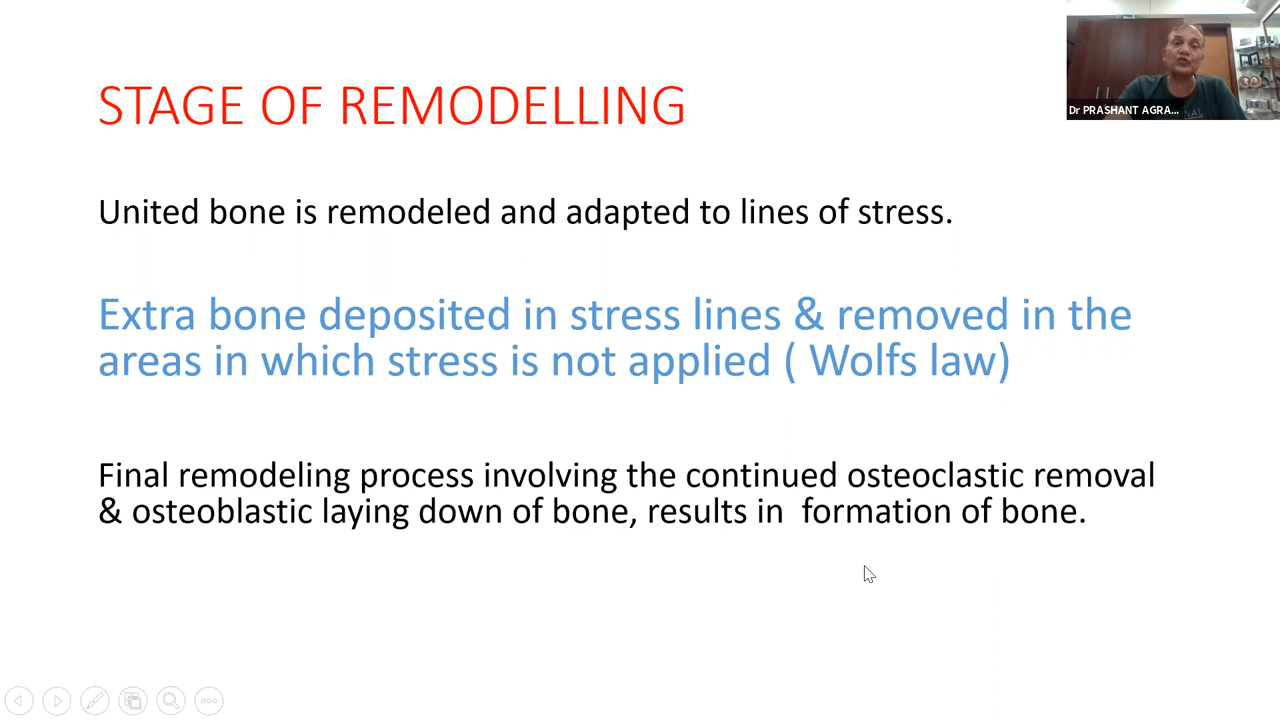 STAGE OF REMODELLING
Dr PRASHANT AGRA...
United bone is remodeled and adapted to lines of stress.
Extra bone deposited in stress lines & removed in the
areas in which stress is not applied ( Wolfs law)
Final remodeling process involving the continued osteoclastic removal
& osteoblastic laying down of bone, results in  formation of bone.